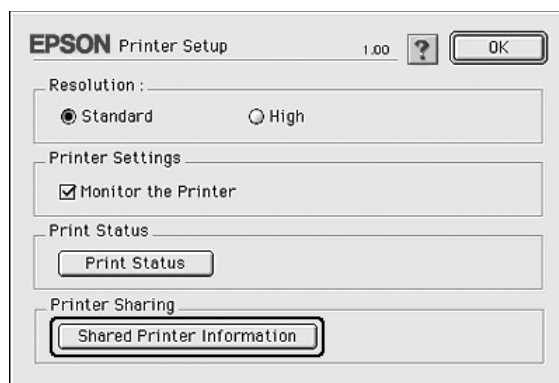 EPSON Printer Setup 1.00 ? OK
Resolution :
Standard High
Printer Settings
Monitor the Printer
Print Status
Print Status
Printer Sharing
Shared Printer Information